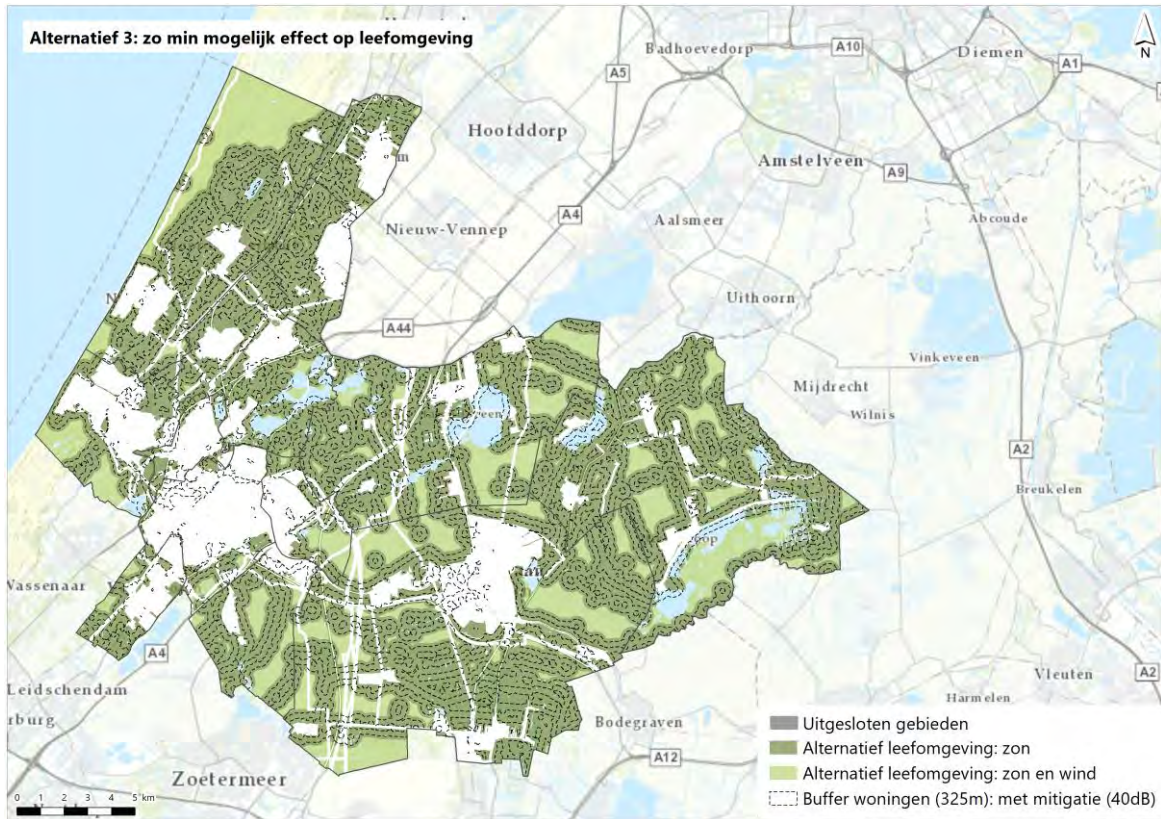 Alternatief 3: zo min mogelijk effect op leefomgeving
N
Badhoevedorp
A10
Diemen
A5
A1
Hoofddorp
Amstelveen
A9
A4
Aalsmeer
Abcoude
Nieuw-Vennep
Uithoorn
A44
Vinkeveen
Mijdrecht
Wilnis
A2
Breukelen
Wassenaar
A4
Leidschendam
Vleuten
A2
Harmelen
Bodegraven
A12
Zoetermeer
Uitgesloten gebieden
Alternatief leefomgeving: zon
Alternatief leefomgeving: zon en wind
Buffer woningen (325m): met mitigatie (40dB)
0 1 2 3 4 5 km